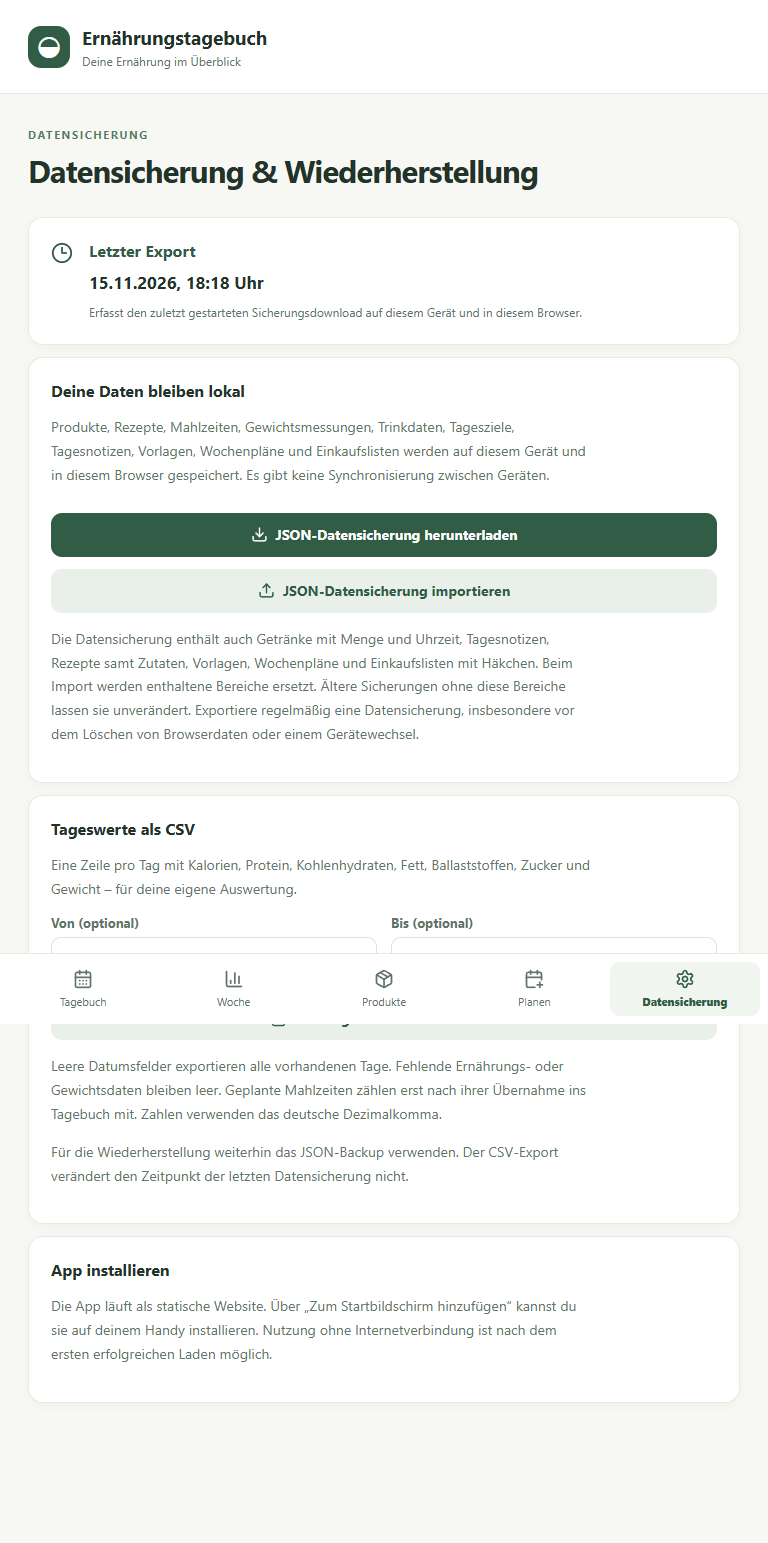 Ernährungstagebuch
Deine Ernährung im Überblick
DATENSICHERUNG
Datensicherung & Wiederherstellung
Letzter Export
15.11.2026, 18:18 Uhr
Erfasst den zuletzt gestarteten Sicherungsdownload auf diesem Gerät und in diesem Browser.
Deine Daten bleiben lokal
Produkte, Rezepte, Mahlzeiten, Gewichtsmessungen, Trinkdaten, Tagesziele,
Tagesnotizen, Vorlagen, Wochenpläne und Einkaufslisten werden auf diesem Gerät und
in diesem Browser gespeichert. Es gibt keine Synchronisierung zwischen Geräten.
JSON-Datensicherung herunterladen
JSON-Datensicherung importieren
Die Datensicherung enthält auch Getränke mit Menge und Uhrzeit, Tagesnotizen,
Rezepte samt Zutaten, Vorlagen, Wochenpläne und Einkaufslisten mit Häkchen. Beim
Import werden enthaltene Bereiche ersetzt. Ältere Sicherungen ohne diese Bereiche
lassen sie unverändert. Exportiere regelmäßig eine Datensicherung, insbesondere vor
dem Löschen von Browserdaten oder einem Gerätewechsel.
Tageswerte als CSV
Eine Zeile pro Tag mit Kalorien, Protein, Kohlenhydraten, Fett, Ballaststoffen, Zucker und
Gewicht – für deine eigene Auswertung.
Von (optional)
Bis (optional)
Tagebuch
Woche
Produkte
Planen
Datensicherung
Leere Datumsfelder exportieren alle vorhandenen Tage. Fehlende Ernährungs- oder
Gewichtsdaten bleiben leer. Geplante Mahlzeiten zählen erst nach ihrer Übernahme ins
Tagebuch mit. Zahlen verwenden das deutsche Dezimalkomma.
Für die Wiederherstellung weiterhin das JSON-Backup verwenden. Der CSV-Export
verändert den Zeitpunkt der letzten Datensicherung nicht.
App installieren
Die App läuft als statische Website. Über „Zum Startbildschirm hinzufügen“ kannst du
sie auf deinem Handy installieren. Nutzung ohne Internetverbindung ist nach dem
ersten erfolgreichen Laden möglich.